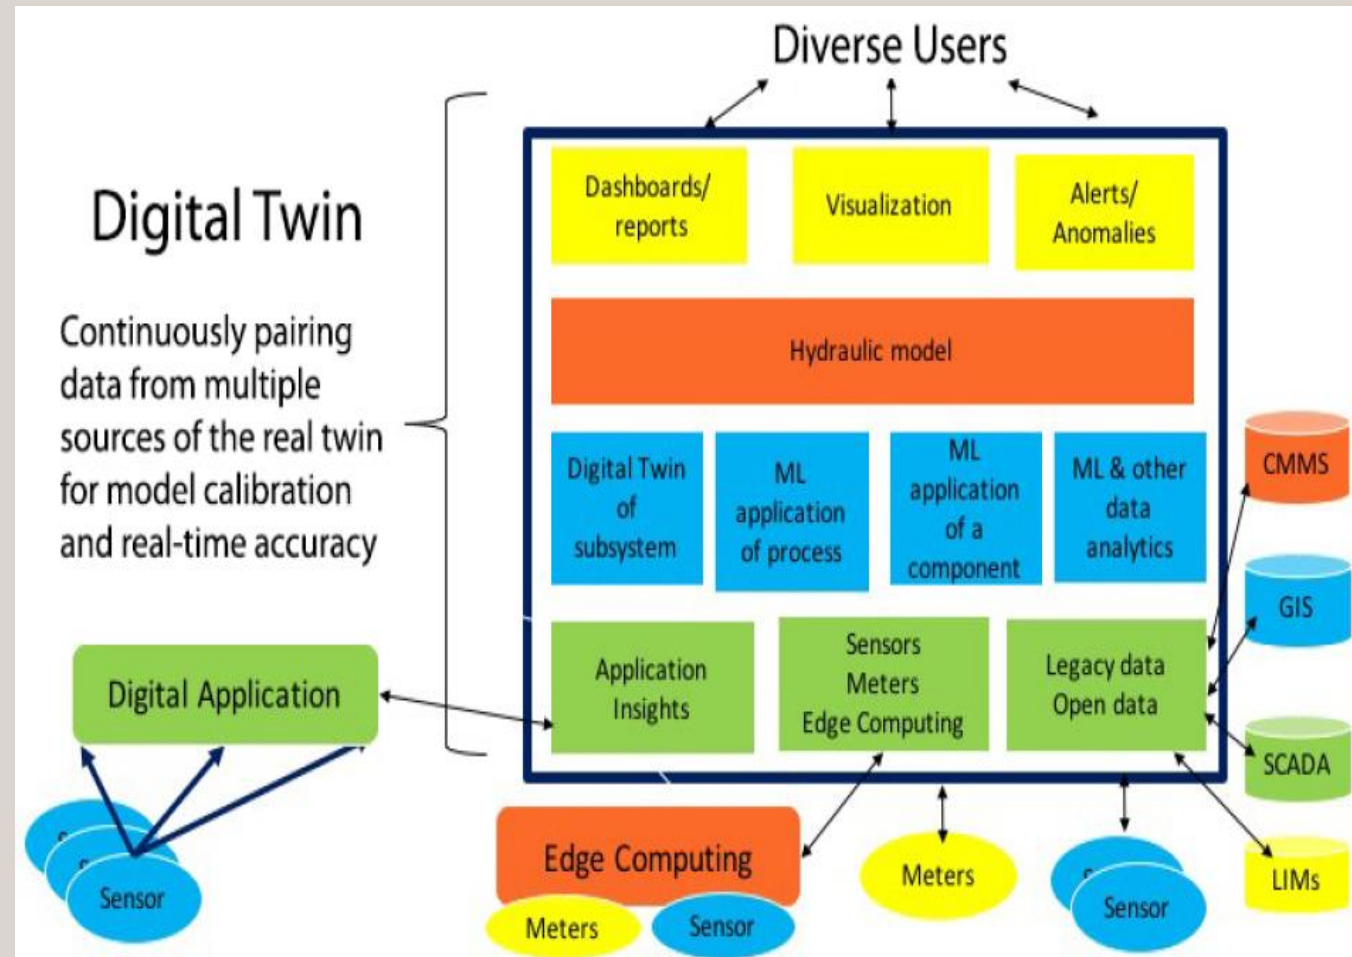 Diverse Users
Digital Twin
Continuously pairing
data from multiple
sources of the real twin
for model calibration
and real-time accuracy
Dashboards/
reports
Visualization
Alerts/
Anomalies
Hydraulic model
Digital Twin
of
subsystem
ML
application
of process
ML
application
of a
component
ML & other
data
analytics
Application
Insights
Sensors
Meters
Edge Computing
Legacy data
Open data
CMMS
GIS
SCADA
LIMs
Digital Application
Sensor
Edge Computing
Meters
Sensor
Meters
Sensor